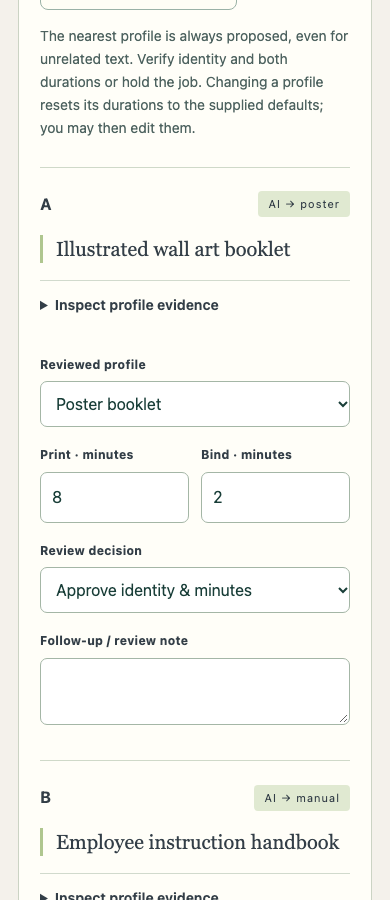 The nearest profile is always proposed, even for
unrelated text. Verify identity and both
durations or hold the job. Changing a profile
resets its durations to the supplied defaults;
you may then edit them.
A
AI → poster
Illustrated wall art booklet
Inspect profile evidence
Reviewed profile
Poster booklet
Print · minutes
Bind · minutes
8
2
Review decision
Approve identity & minutes
Follow-up / review note
B
AI → manual
Employee instruction handbook
Inspect profile evidence